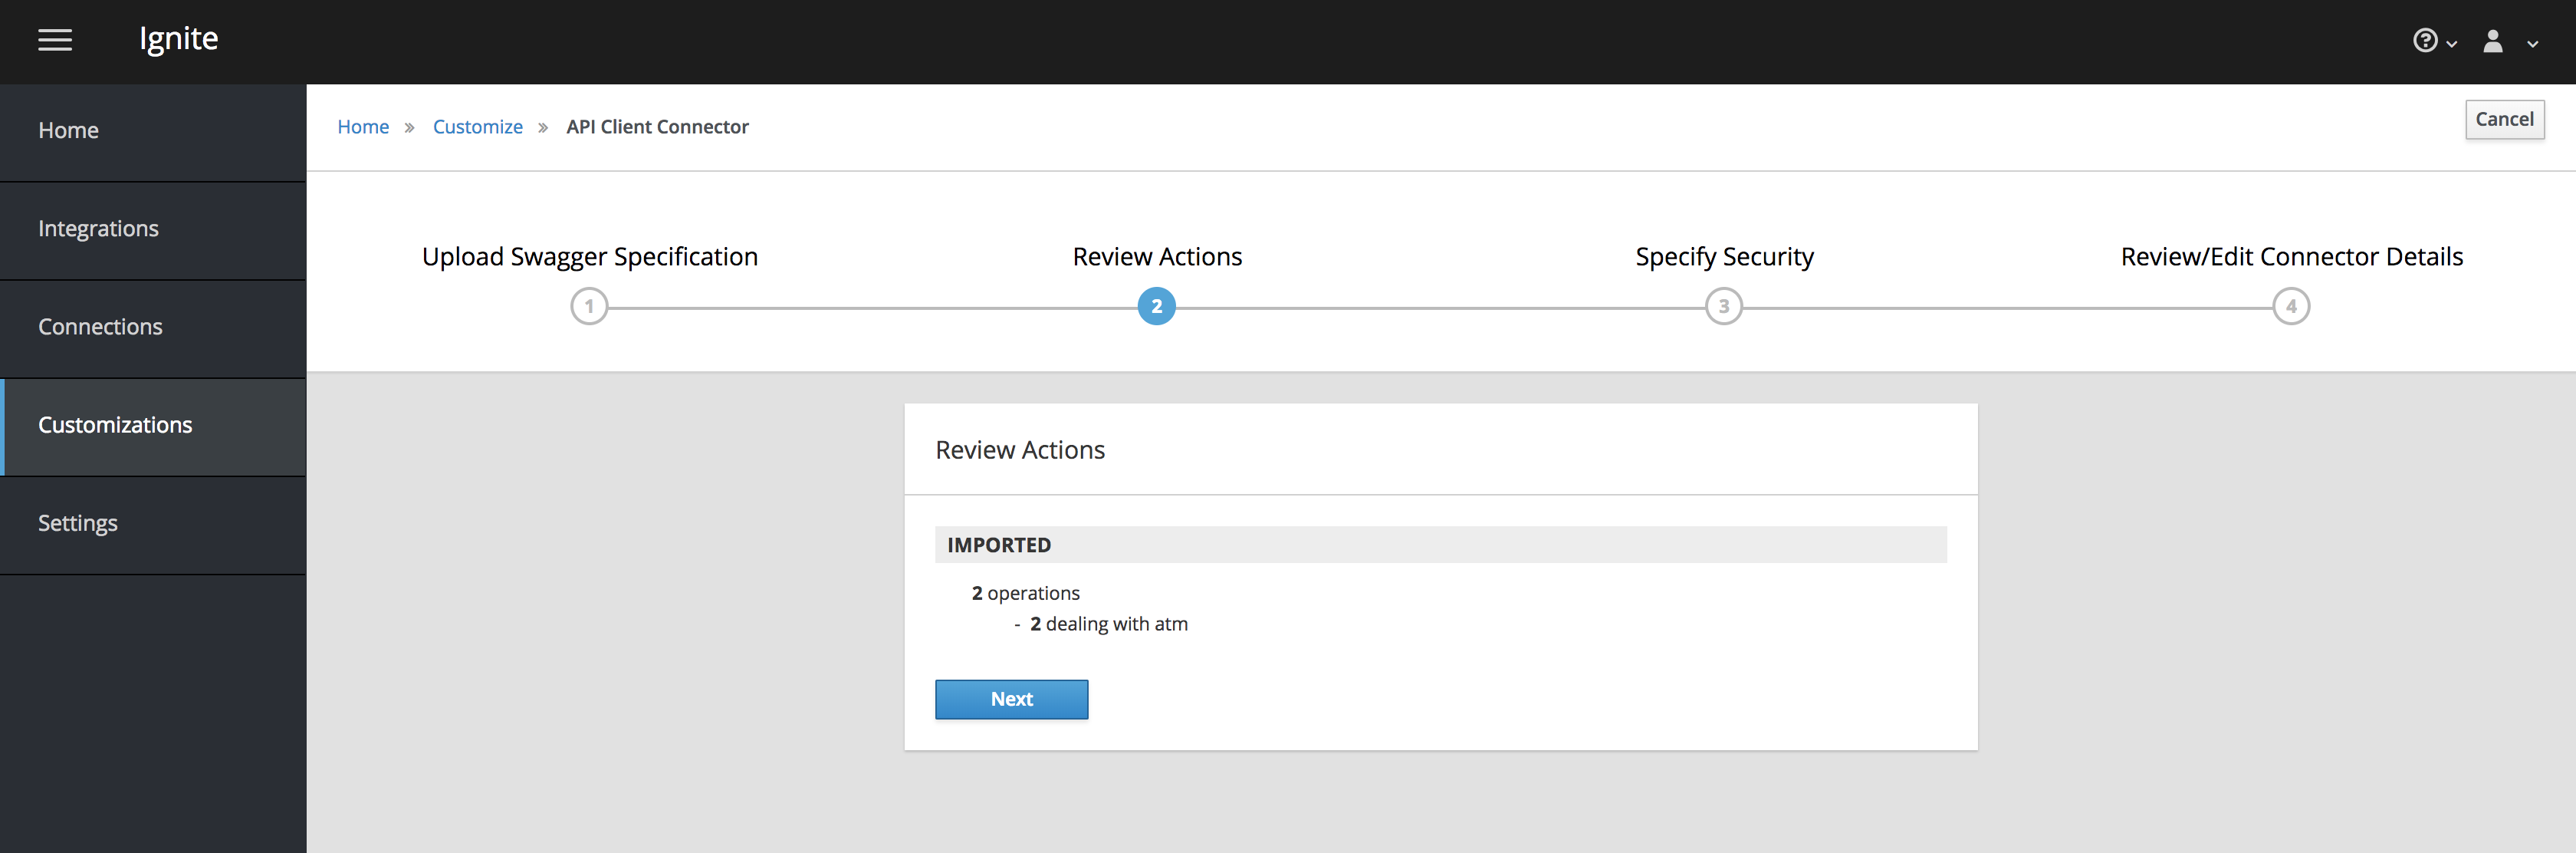 Ignite
Home
Integrations
Connections
Customizations
Settings
Home » Customize » API Client Connector
Cancel
Upload Swagger Specification
1
Review Actions
2
Specify Security
3
Review/Edit Connector Details
4
Review Actions
IMPORTED
2 operations
- 2 dealing with atm
Next